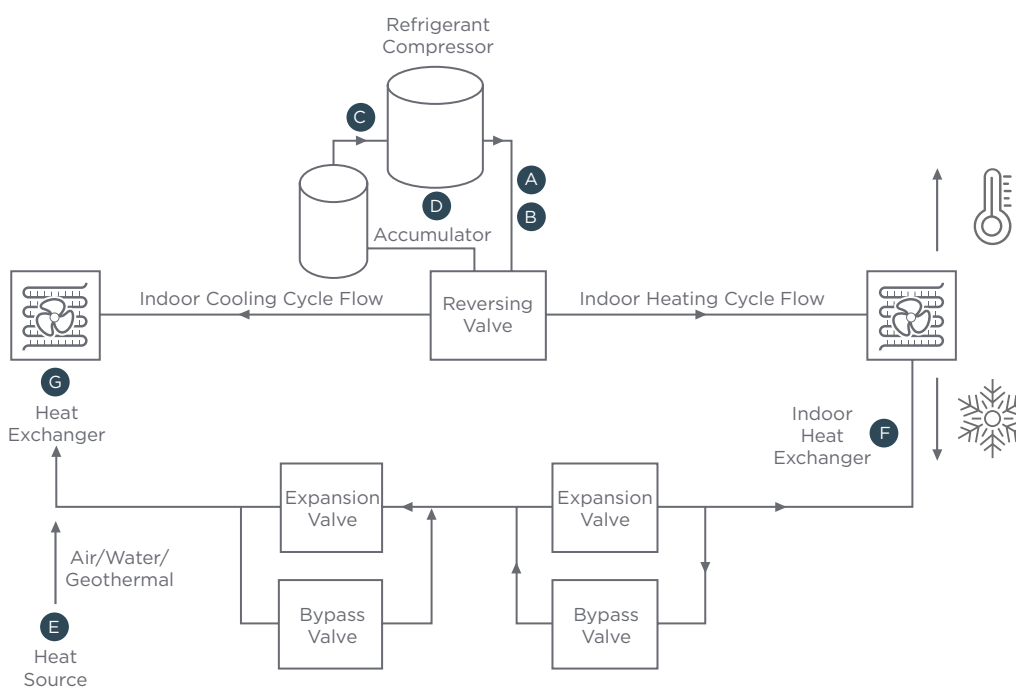 Refrigerant
Compressor
C
A
D
B
Accumulator
Indoor Cooling Cycle Flow
Reversing
Valve
Indoor Heating Cycle Flow
G
Heat
Exchanger
Indoor
Heat
Exchanger
F
Expansion
Valve
Expansion
Valve
Air/Water/
Geothermal
Bypass
Valve
Bypass
Valve
E
Heat
Source